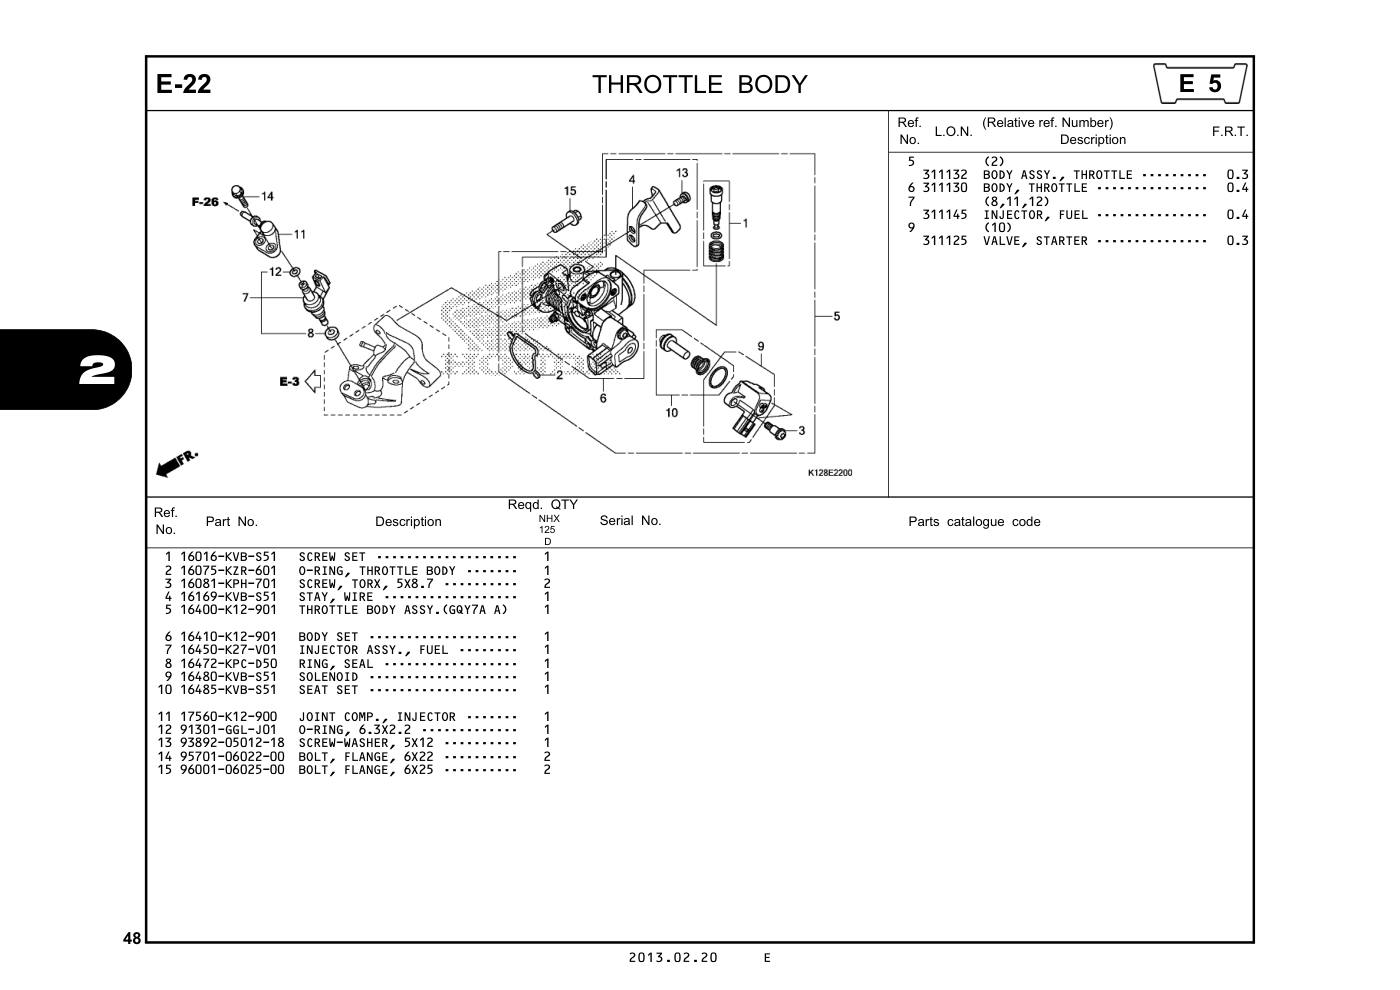 E-22
THROTTLE BODY
E 5
F-26
14
11
12
7
8
E-3
15
4
13
1
5
2
6
9
10
3
FR.
K128E2200
Ref. No. L.O.N. (Relative ref. Number) Description F.R.T.
5 (2)
311132 BODY ASSY., THROTTLE --------- 0.3
6 311130 BODY, THROTTLE --------------- 0.4
7 (8,11,12)
311145 INJECTOR, FUEL --------------- 0.4
9 (10)
311125 VALVE, STARTER --------------- 0.3
2
Ref. No. Part No. Description Reqd. QTY NHX 125 D Serial No. Parts catalogue code
1 16016-KVB-S51 SCREW SET ------------------- 1
2 16075-KZR-601 O-RING, THROTTLE BODY ------- 1
3 16081-KPH-701 SCREW, TORX, 5X8.7 ---------- 2
4 16169-KVB-S51 STAY, WIRE ------------------ 1
5 16400-K12-901 THROTTLE BODY ASSY.(GQY7A A) 1
6 16410-K12-901 BODY SET -------------------- 1
7 16450-K27-V01 INJECTOR ASSY., FUEL -------- 1
8 16472-KPC-D50 RING, SEAL ------------------ 1
9 16480-KVB-S51 SOLENOID -------------------- 1
10 16485-KVB-S51 SEAT SET -------------------- 1
11 17560-K12-900 JOINT COMP., INJECTOR ------- 1
12 91301-GGL-J01 O-RING, 6.3X2.2 ------------- 1
13 93892-05012-18 SCREW-WASHER, 5X12 ---------- 1
14 95701-06022-00 BOLT, FLANGE, 6X22 ---------- 2
15 96001-06025-00 BOLT, FLANGE, 6X25 ---------- 2
48
2013.02.20 E